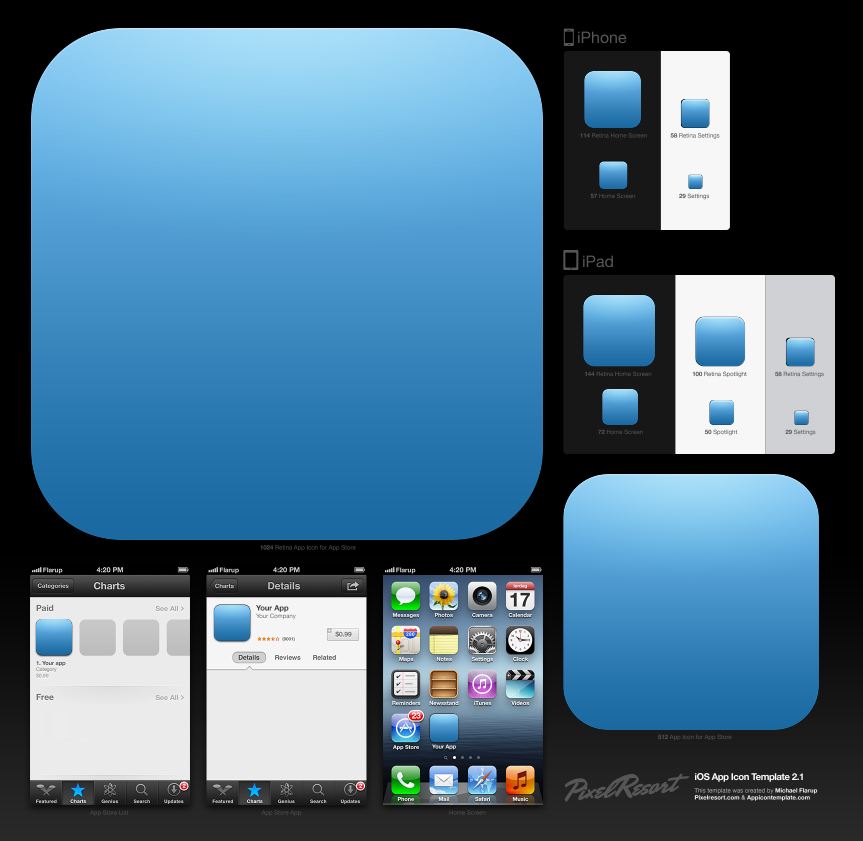 1024 Retina App Icon for App Store
iPhone
114 Retina Home Screen
58 Retina Settings
57 Home Screen
29 Settings
iPad
144 Retina Home Screen
100 Retina Spotlight
58 Retina Settings
72 Home Screen
50 Spotlight
29 Settings
512 App Icon for App Store
Flarup 4:20 PM
Categories Charts
Paid See All >
1. Your app
Category
$0.99
Free See All >
Featured Charts Genius Search Updates
2
App Store List
Flarup 4:20 PM
Charts Details
Your App
Your Company
$0.99
Details Reviews Related
Featured Charts Genius Search Updates
2
App Store App
Flarup 4:20 PM
17
Messages Photos Camera Calendar
280
Maps Notes Settings Clock
Reminders Newsstand iTunes Videos
23
App Store Your App
Phone Mail Safari Music
Home Screen
PixelResort
iOS App Icon Template 2.1
This template was created by Michael Flarup
Pixelresort.com & Appicontemplate.com